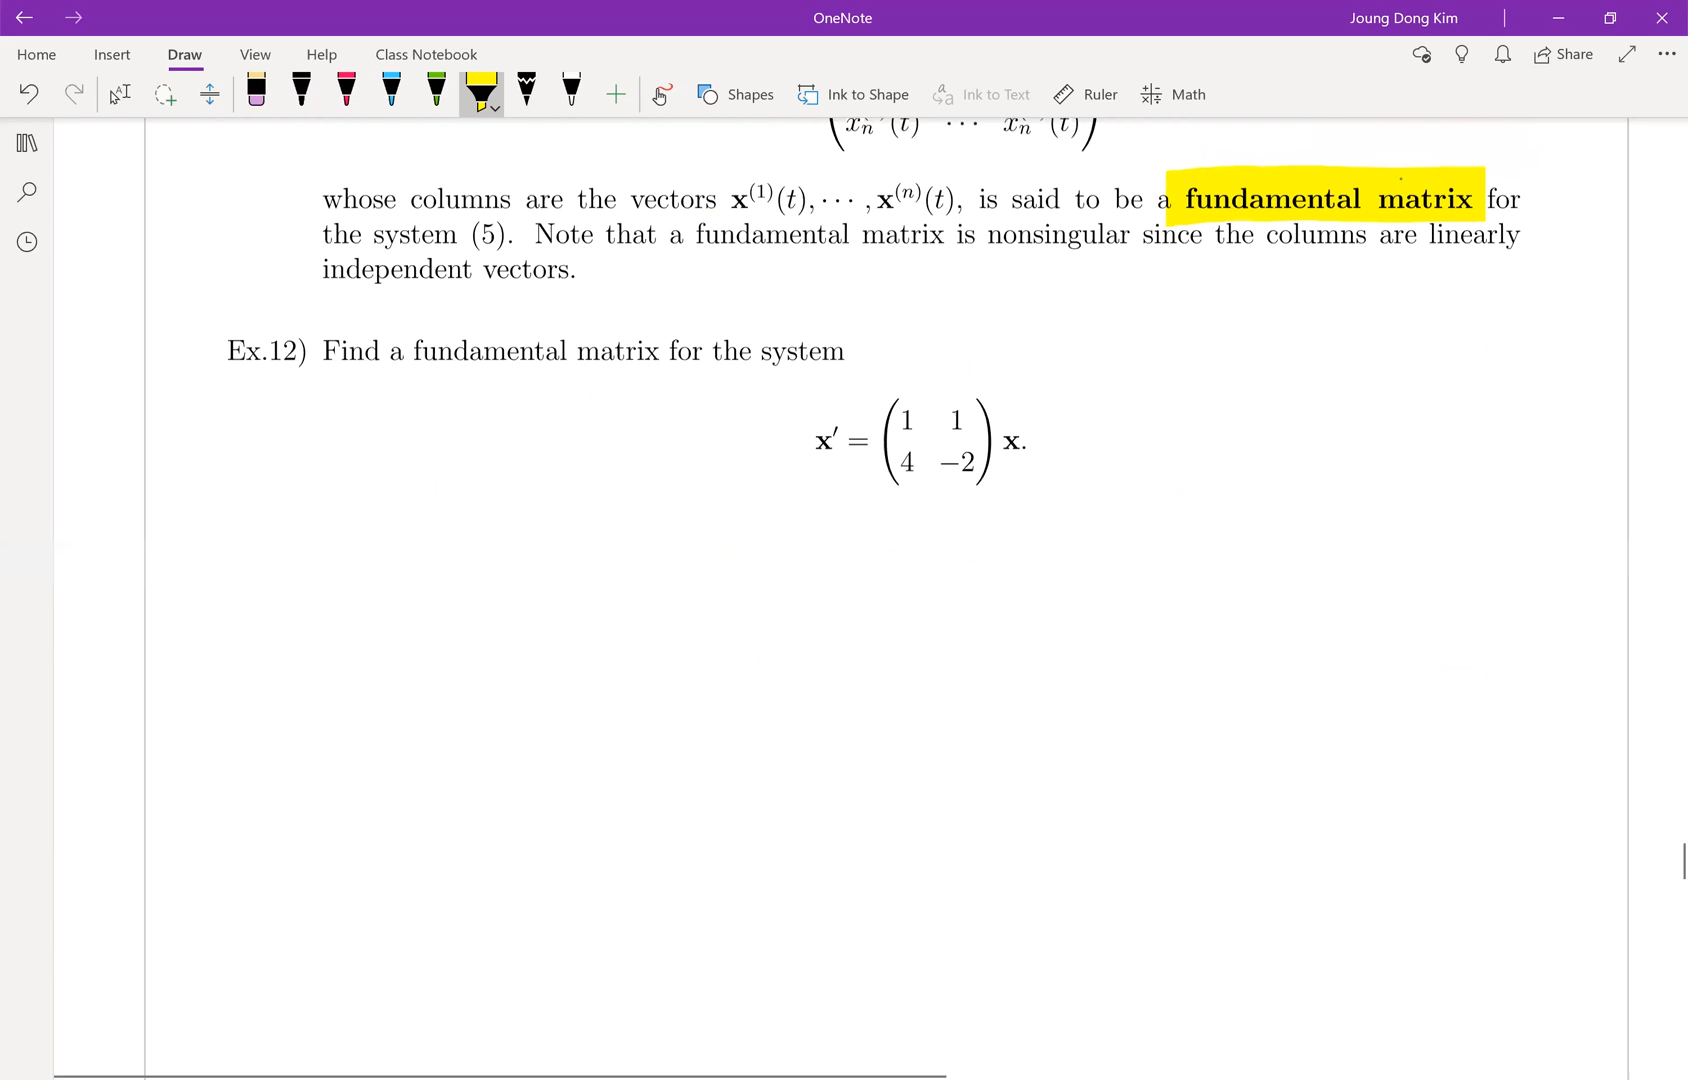 OneNote
Joung Dong Kim
Home Insert Draw View Help Class Notebook
Share
Shapes Ink to Shape Ink to Text Ruler Math
(t) ··· (t)
whose columns are the vectors x⁽¹⁾(t), ··· , x⁽ⁿ⁾(t), is said to be a fundamental matrix for
the system (5). Note that a fundamental matrix is nonsingular since the columns are linearly
independent vectors.
Ex.12) Find a fundamental matrix for the system
x′ = (1 1
4 −2) x.